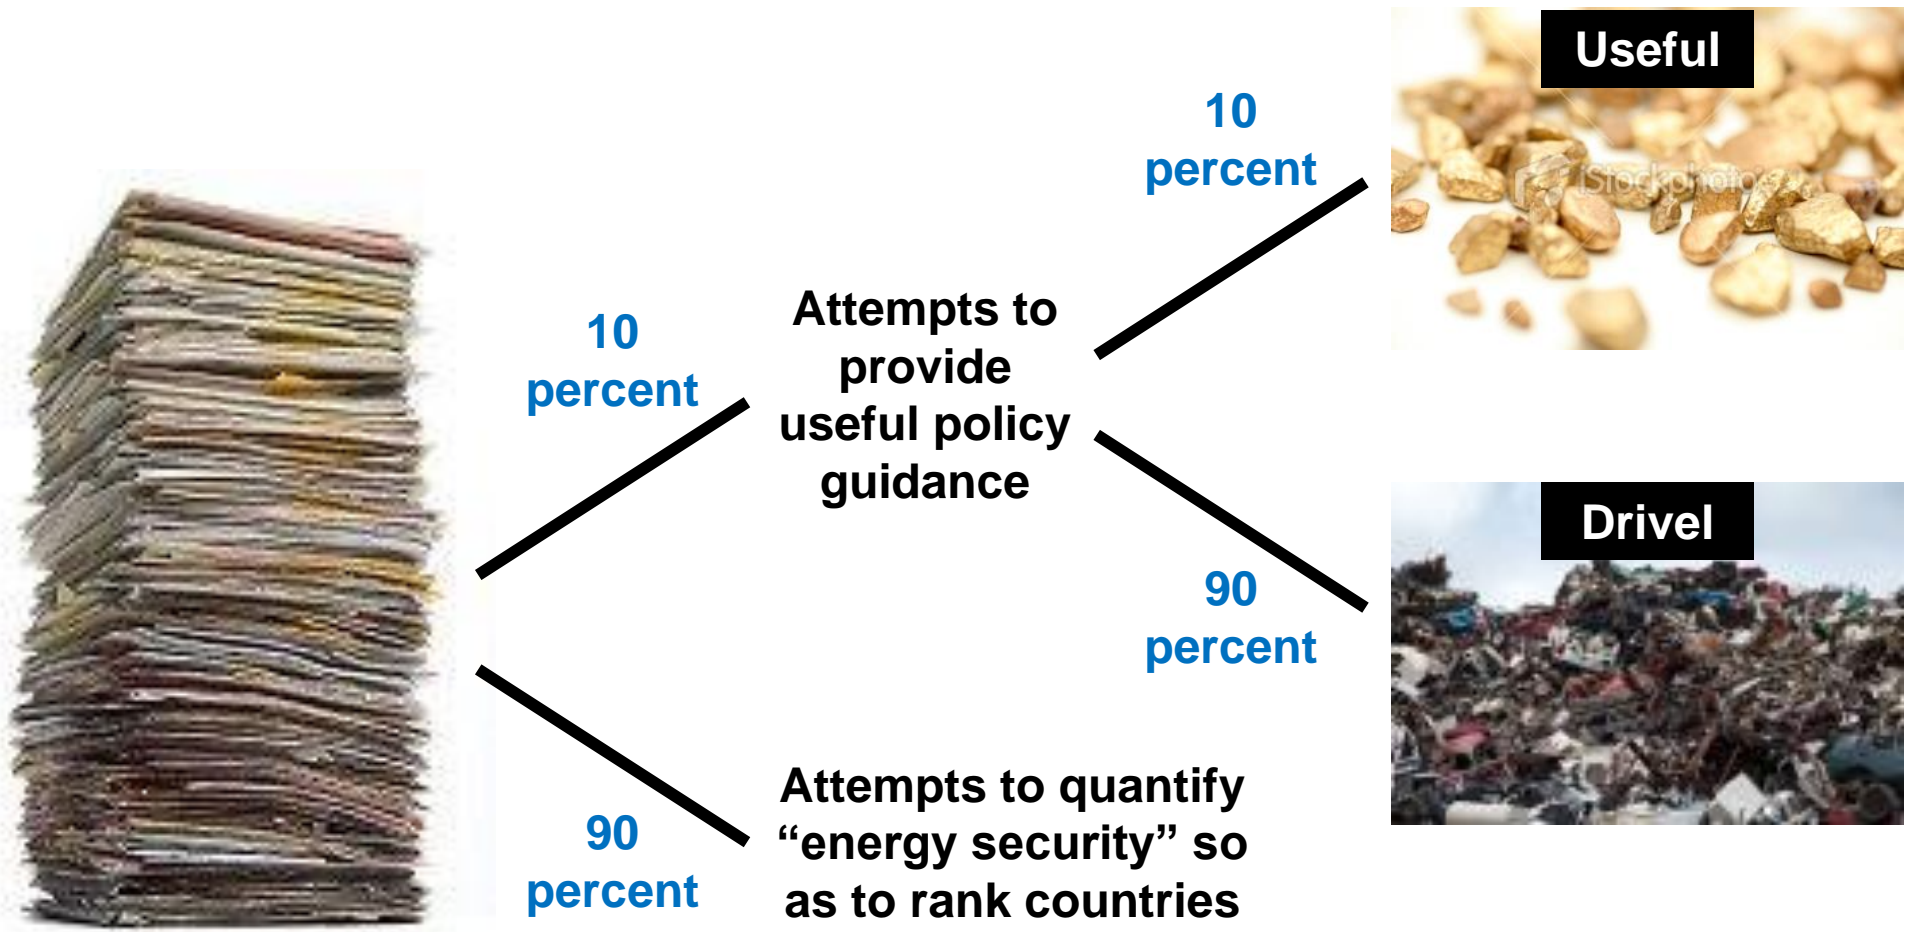 Useful
10
percent
iStockphoto
10
percent
Attempts to
provide
useful policy
guidance
Drivel
90
percent
90
percent
Attempts to quantify
“energy security” so
as to rank countries